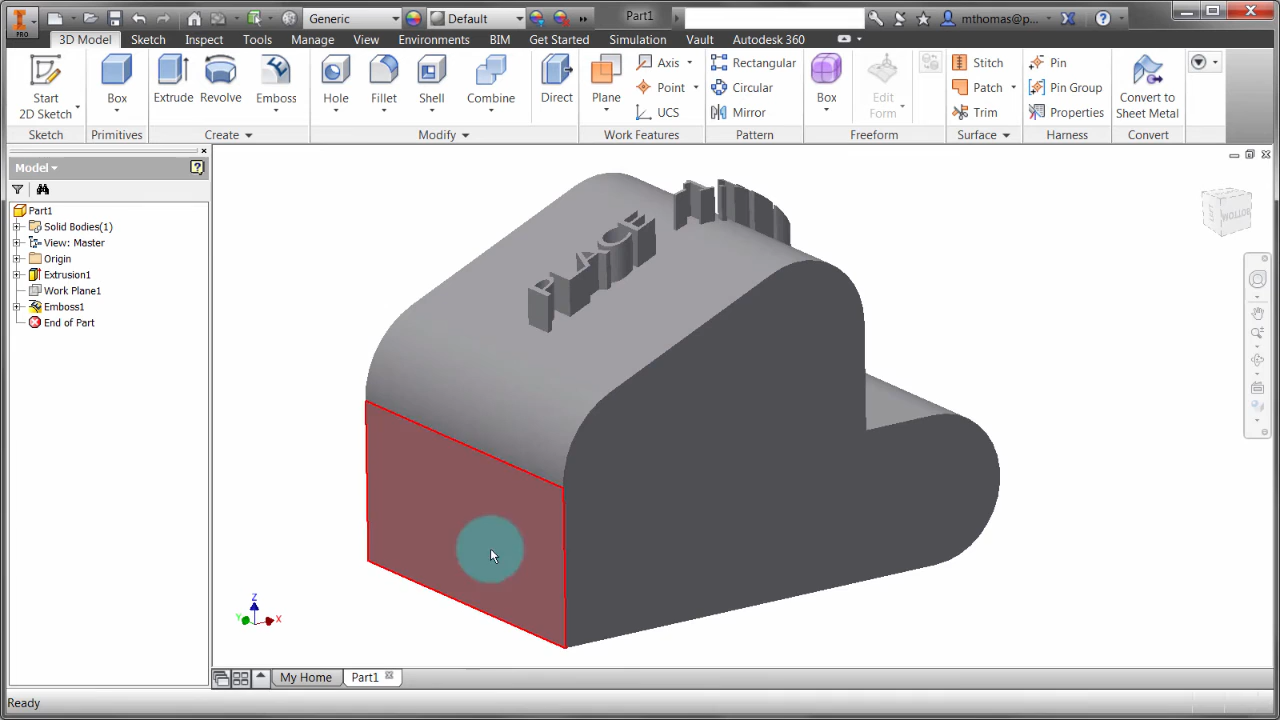 PRO
Generic
Default
Part1
mthomas@p...
3D Model
Sketch
Inspect
Tools
Manage
View
Environments
BIM
Get Started
Simulation
Vault
Autodesk 360
Start
2D Sketch
Box
Extrude
Revolve
Emboss
Hole
Fillet
Shell
Combine
Direct
Plane
Axis
Point
UCS
Rectangular
Circular
Mirror
Box
Edit
Form
Stitch
Patch
Trim
Pin
Pin Group
Properties
Convert to
Sheet Metal
Sketch
Primitives
Create
Modify
Work Features
Pattern
Freeform
Surface
Harness
Convert
Model
Part1
Solid Bodies(1)
View: Master
Origin
Extrusion1
Work Plane1
Emboss1
End of Part
PLACE
Z
Y
X
My Home
Part1
Ready